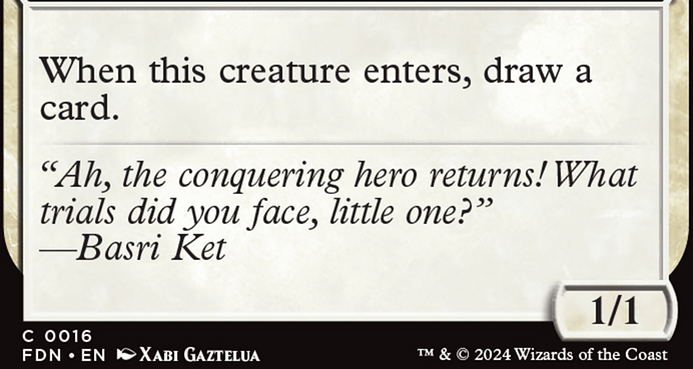 When this creature enters, draw a
card.
“Ah, the conquering hero returns! What
trials did you face, little one?”
—Basri Ket
1/1
C 0016
FDN • EN Xabi Gaztelua
™ & © 2024 Wizards of the Coast